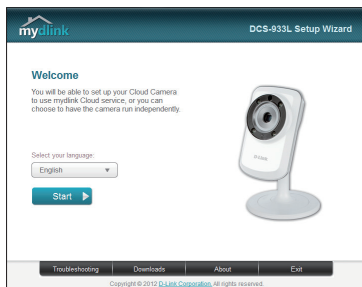 mydlink
DCS-933L Setup Wizard
Welcome
You will be able to set up your Cloud Camera
to use mydlink Cloud service, or you can
choose to have the camera run independently.
Select your language:
English
Start
D-Link
Troubleshooting Downloads About Exit
Copyright © 2012 D-Link Corporation. All rights reserved.